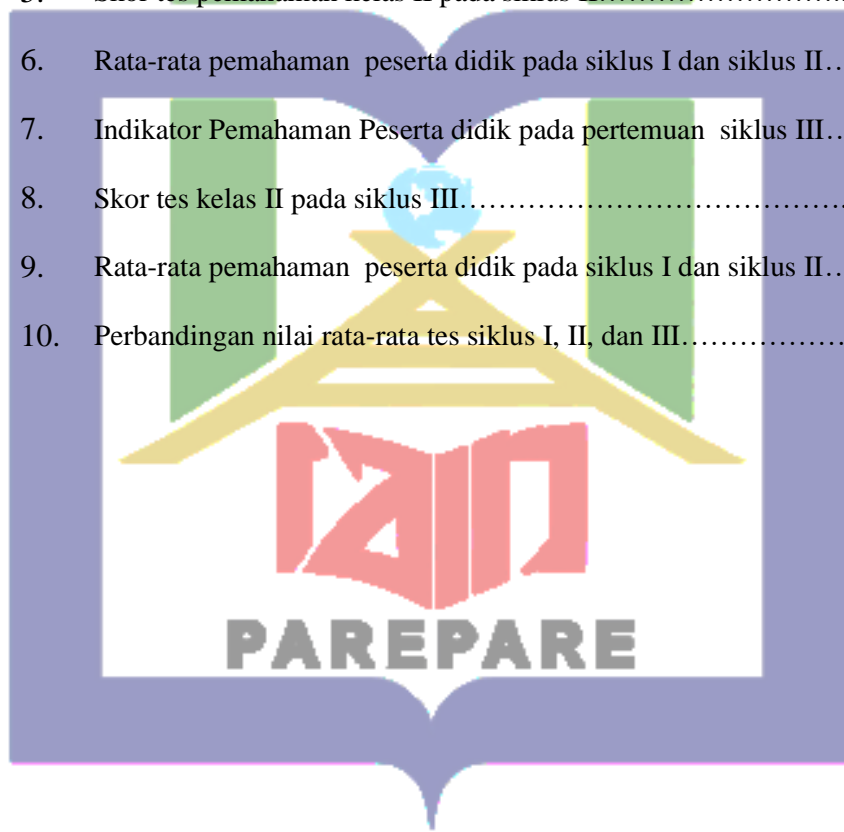 6. Rata-rata pemahaman peserta didik pada siklus I dan siklus II…
7. Indikator Pemahaman Peserta didik pada pertemuan siklus III…
8. Skor tes kelas II pada siklus III…………………………………….
9. Rata-rata pemahaman peserta didik pada siklus I dan siklus II…
10. Perbandingan nilai rata-rata tes siklus I, II, dan III……………….
iain
PAREPARE